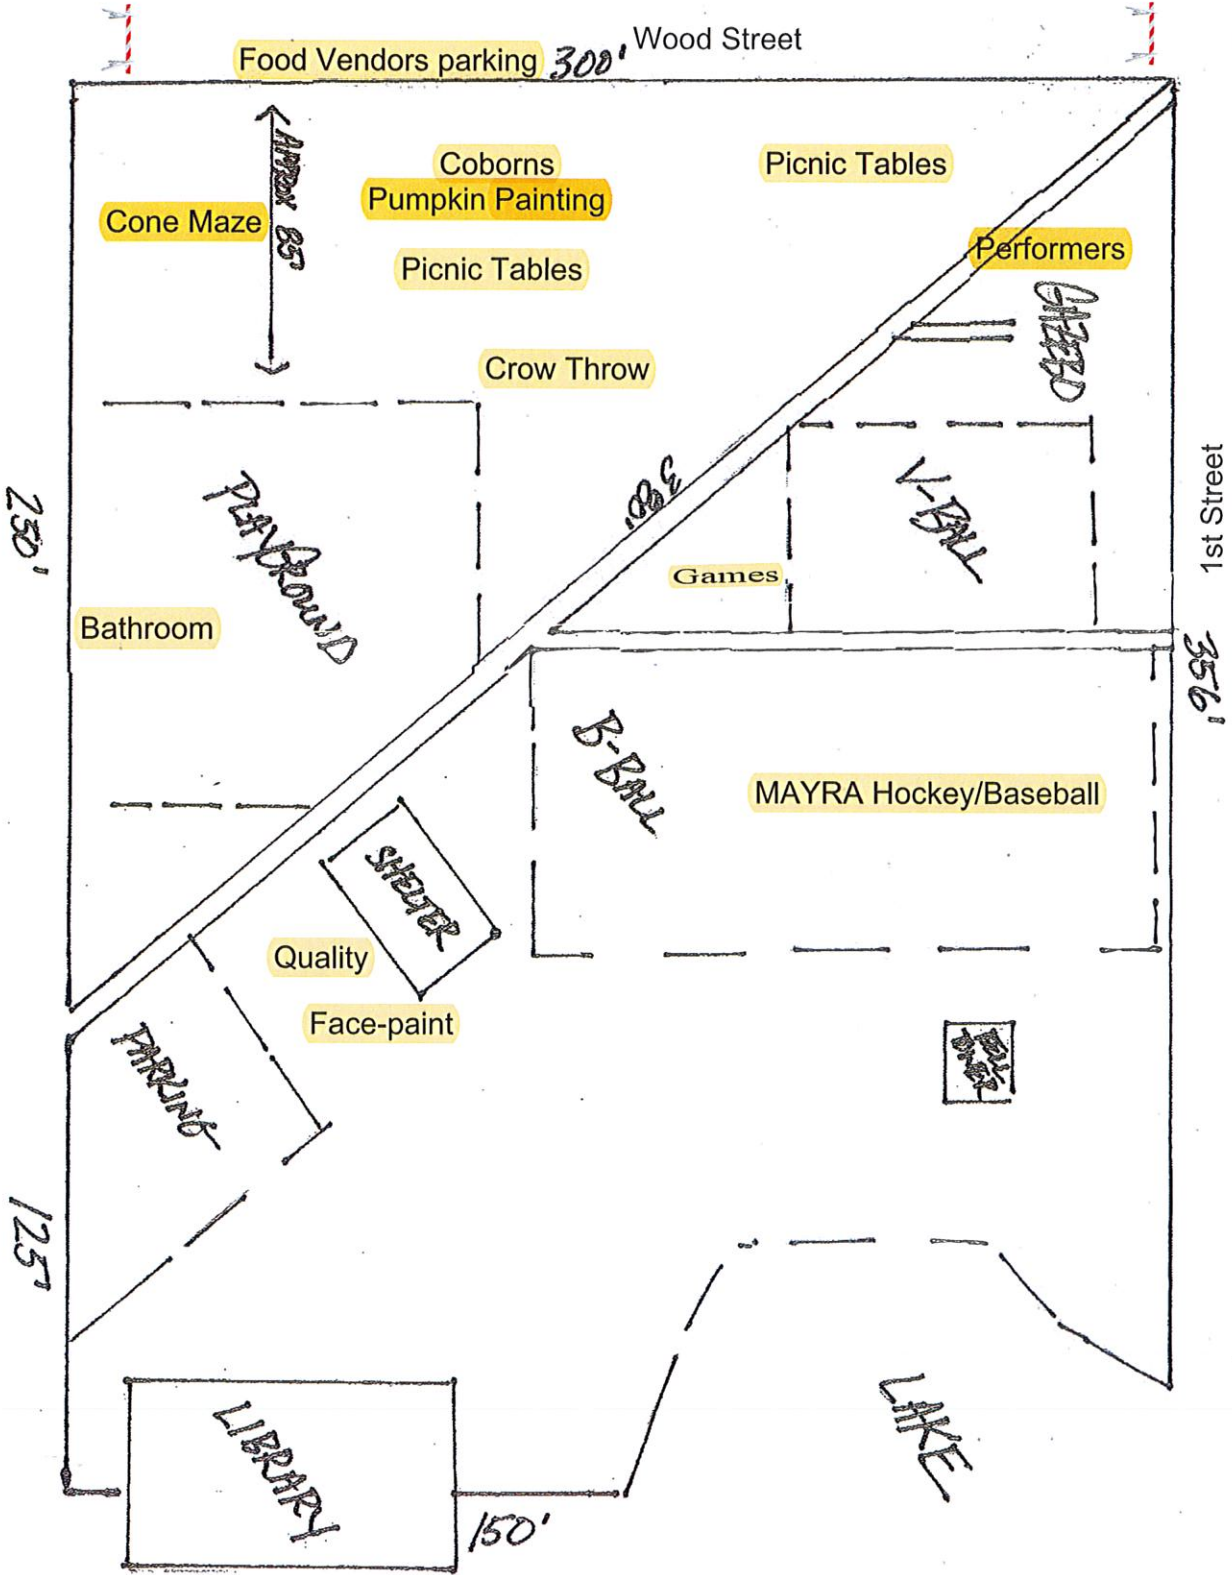 Wood Street
Food Vendors parking 300'
APPROX 85'
Coborns
Pumpkin Painting
Picnic Tables
Cone Maze
Picnic Tables
Performers
GAZEBO
Crow Throw
1st Street
PLAYGROUND
300'
V-BALL
250'
Games
Bathroom
356'
B-BALL
MAYRA Hockey/Baseball
SHELTER
Quality
Face-paint
PARKING
125'
LAKE
LIBRARY
150'